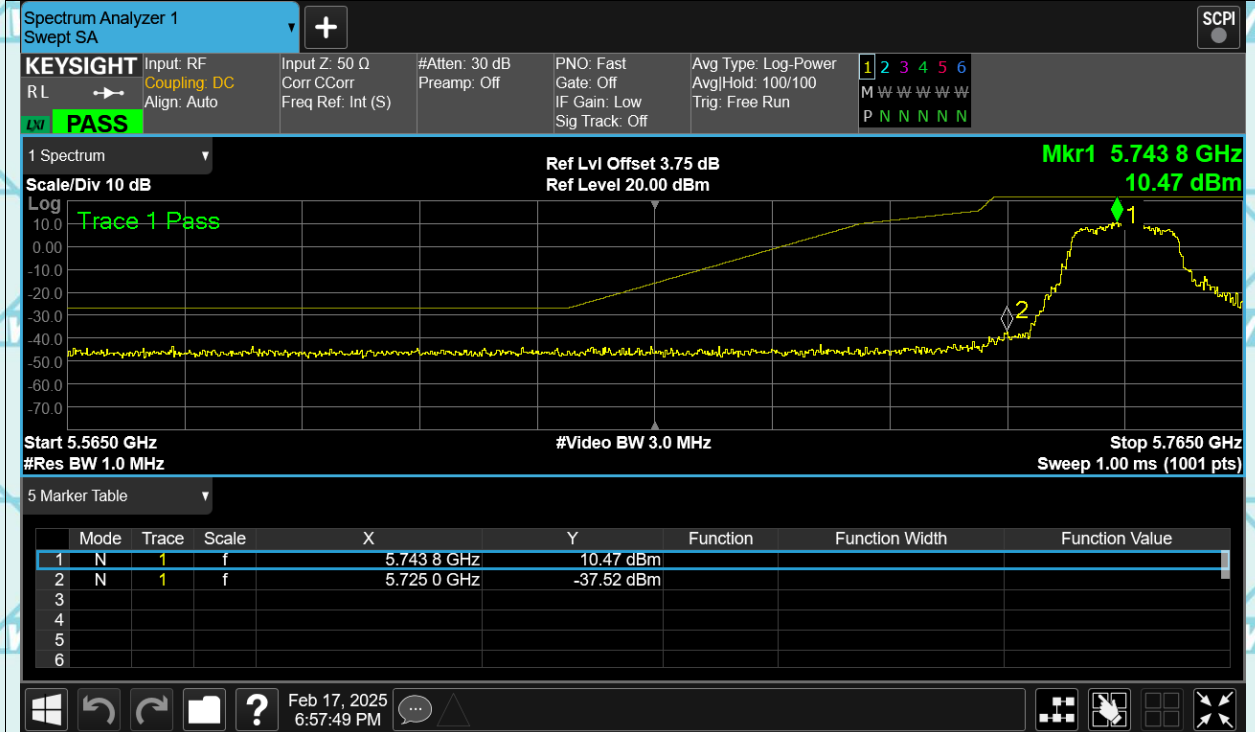 Spectrum Analyzer 1
Swept SA
SCPI
KEYSIGHT
R L
LXI
PASS
Input: RF
Coupling: DC
Align: Auto
Input Z: 50 Ω
Corr CCorr
Freq Ref: Int (S)
#Atten: 30 dB
Preamp: Off
PNO: Fast
Gate: Off
IF Gain: Low
Sig Track: Off
Avg Type: Log-Power
Avg|Hold: 100/100
Trig: Free Run
1 2 3 4 5 6
M W W W W W
P N N N N N
1 Spectrum
Scale/Div 10 dB
Ref Lvl Offset 3.75 dB
Ref Level 20.00 dBm
Mkr1 5.743 8 GHz
10.47 dBm
Log
Trace 1 Pass
10.0
0.00
-10.0
-20.0
-30.0
-40.0
-50.0
-60.0
-70.0
1
2
Start 5.5650 GHz
#Res BW 1.0 MHz
#Video BW 3.0 MHz
Stop 5.7650 GHz
Sweep 1.00 ms (1001 pts)
5 Marker Table
Mode Trace Scale X Y Function Function Width Function Value
1 N 1 f 5.743 8 GHz 10.47 dBm
2 N 1 f 5.725 0 GHz -37.52 dBm
3
4
5
6
?
Feb 17, 2025
6:57:49 PM